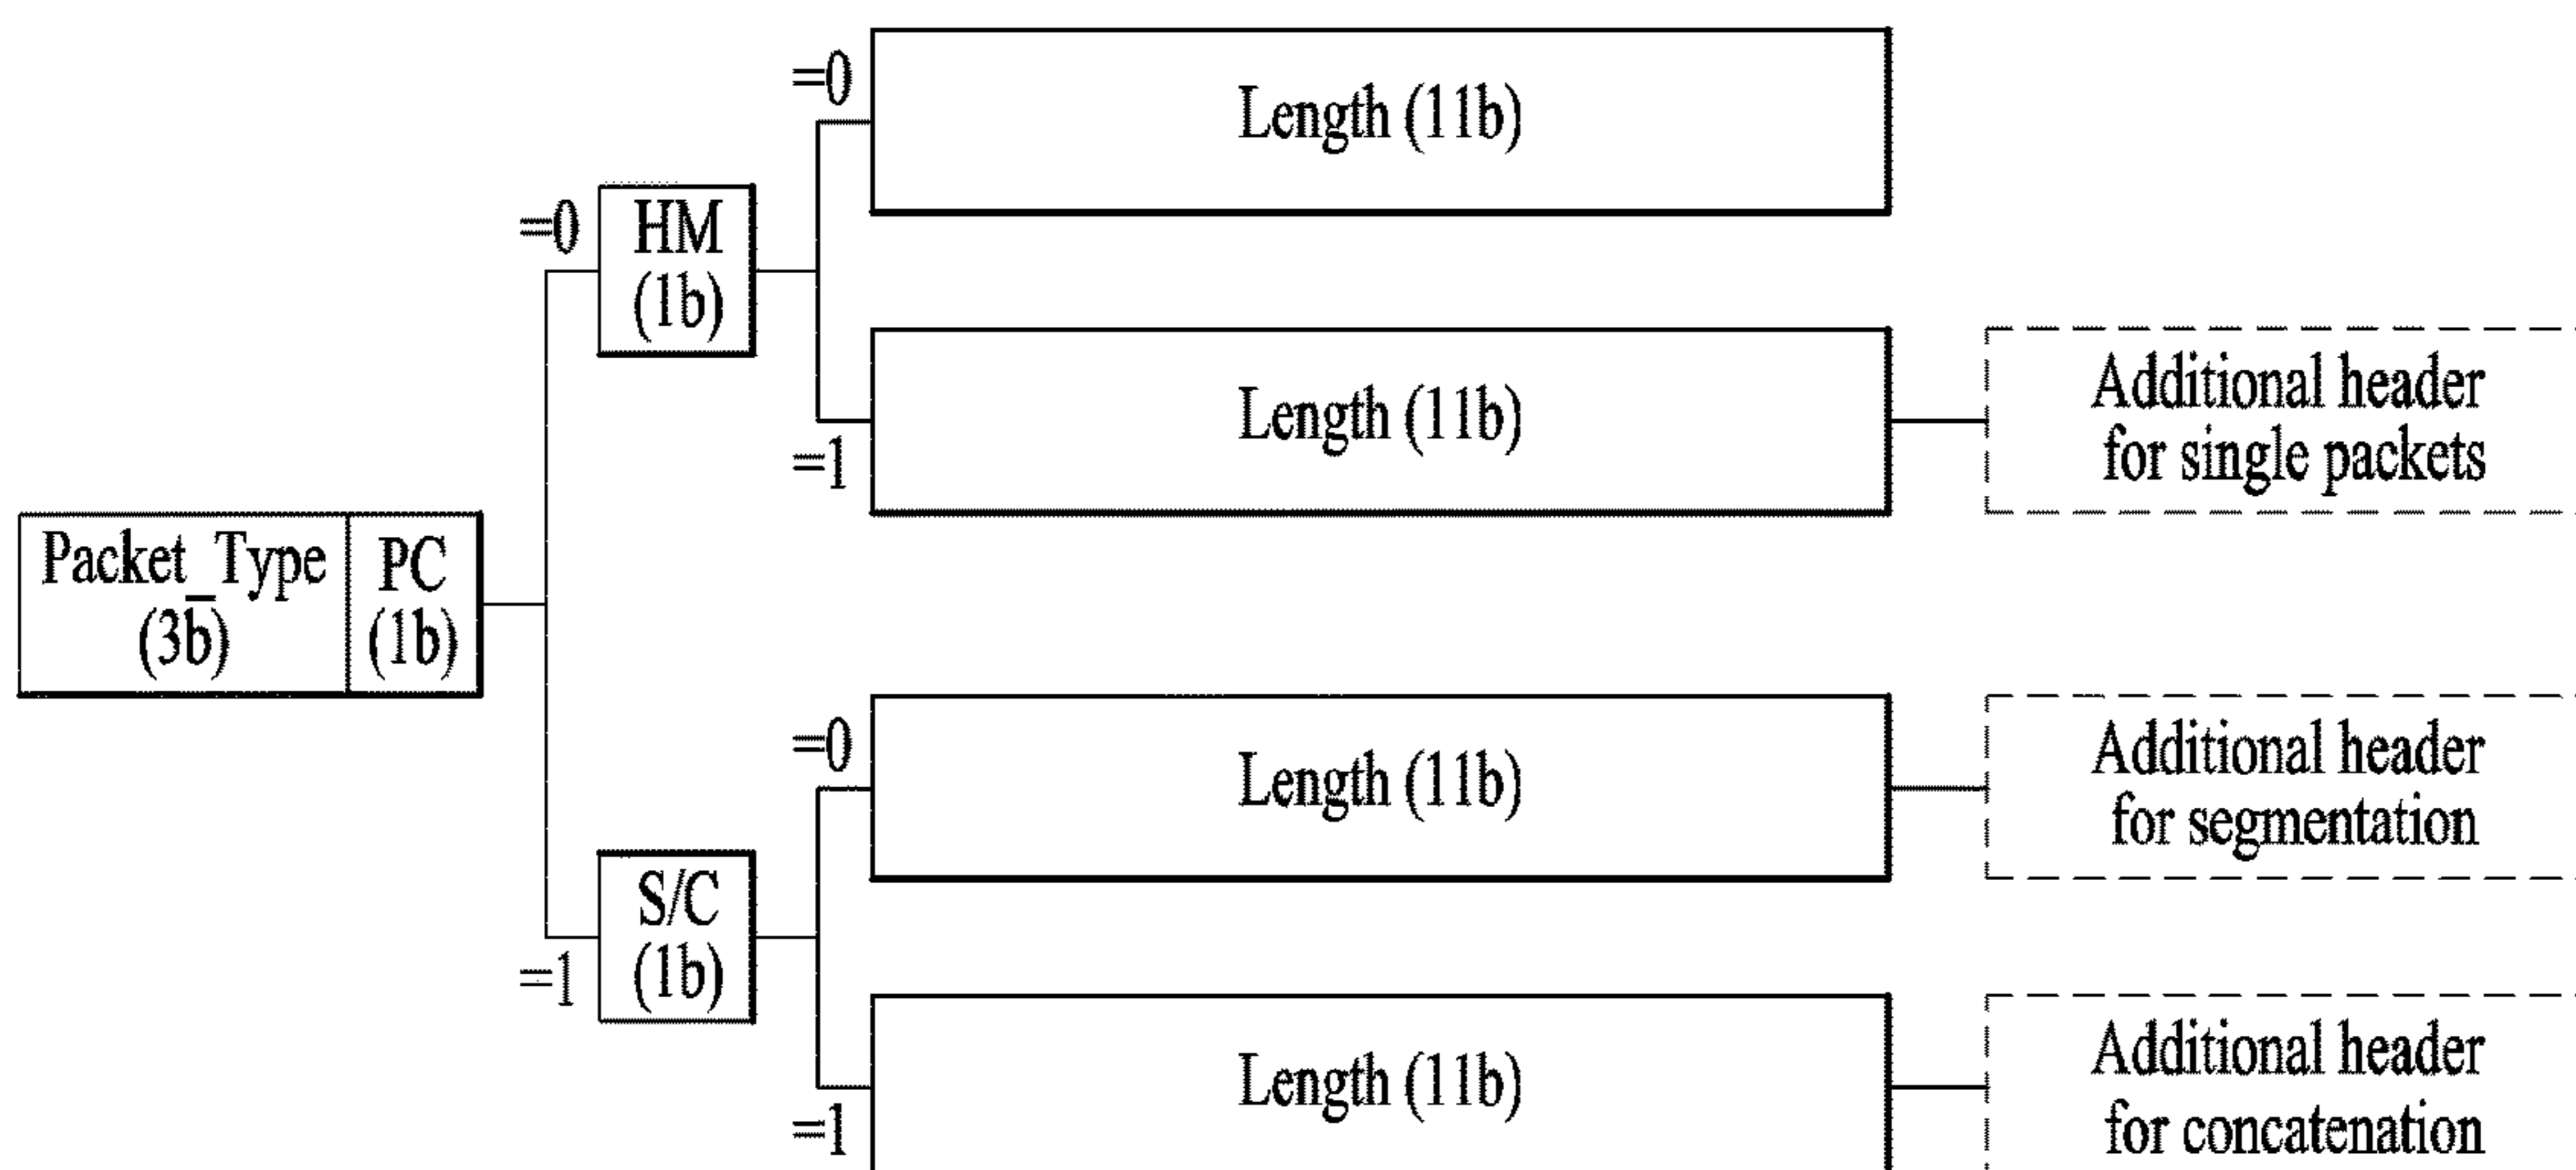 =0
Length (11b)
=0
HM
(1b)
Length (11b)
=1
Additional header
for single packets
Packet_Type
(3b)
PC
(1b)
=0
Length (11b)
Additional header
for segmentation
=1
S/C
(1b)
Length (11b)
=1
Additional header
for concatenation